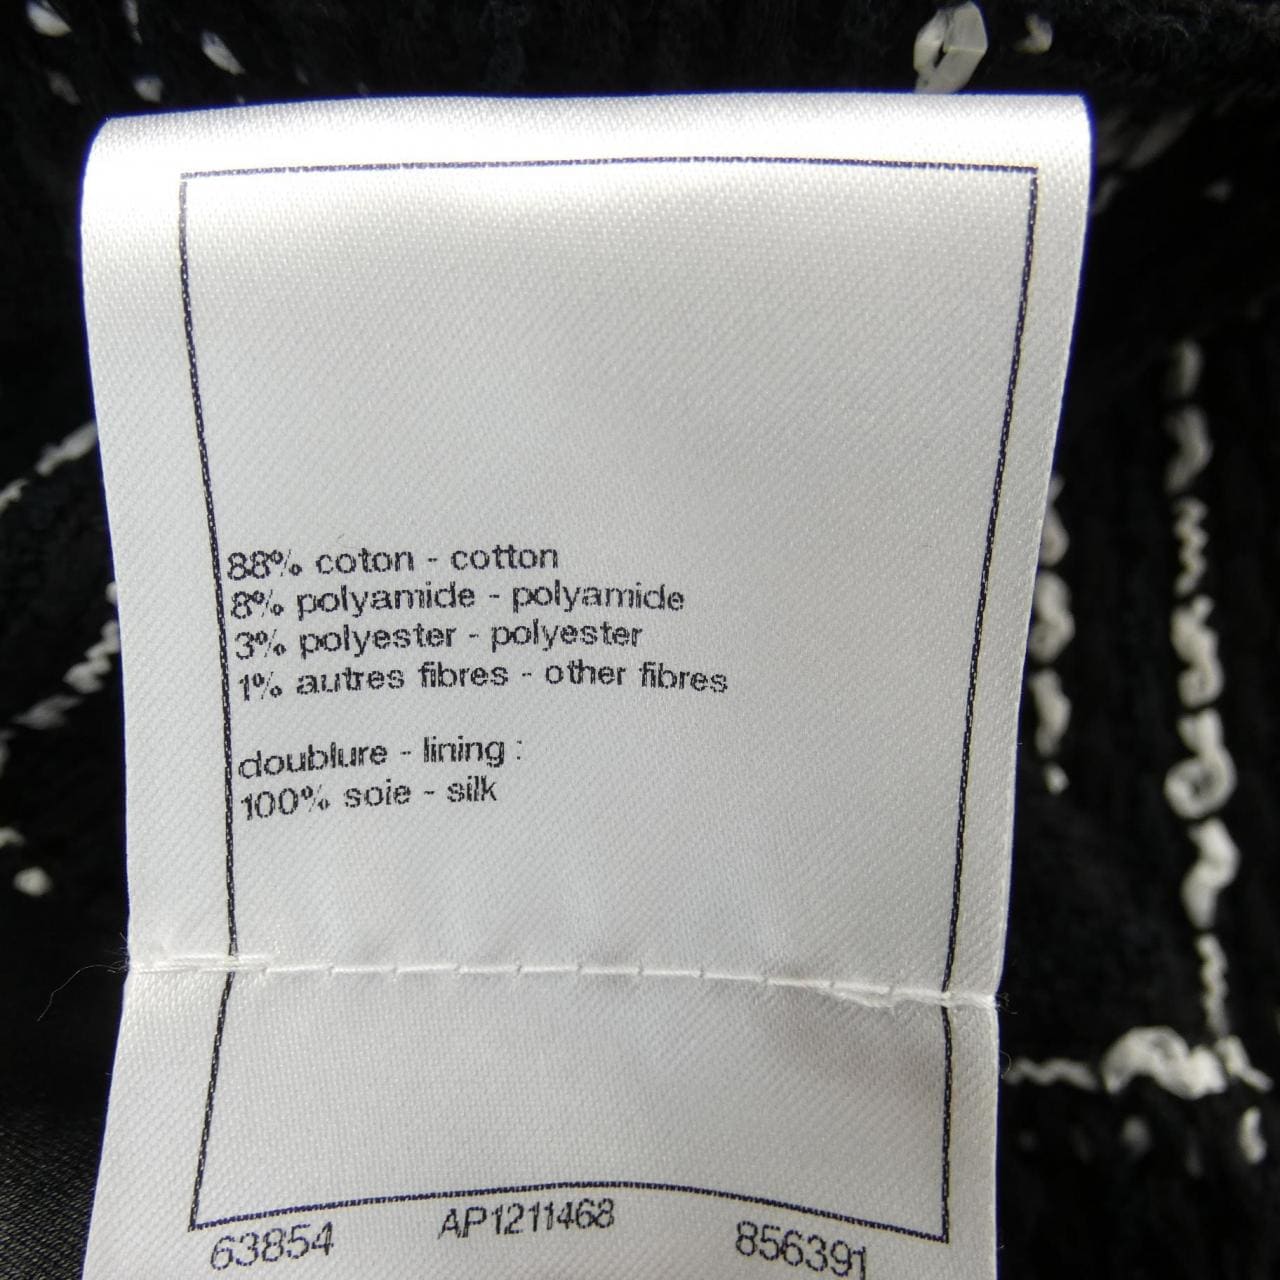 88% coton - cotton
8% polyamide - polyamide
3% polyester - polyester
1% autres fibres - other fibres
doublure - lining :
100% soie - silk
63854 AP1211468 856391